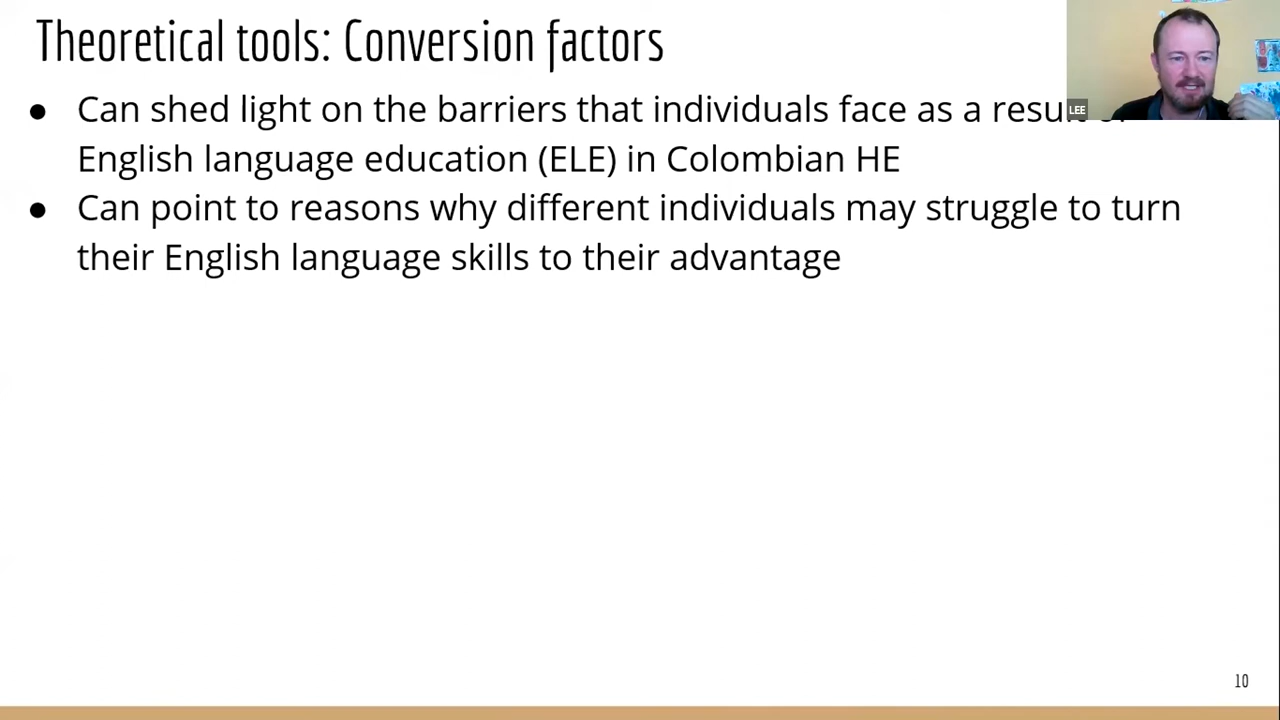 Theoretical tools: Conversion factors
LEE
● Can shed light on the barriers that individuals face as a result
English language education (ELE) in Colombian HE
● Can point to reasons why different individuals may struggle to turn
their English language skills to their advantage
10